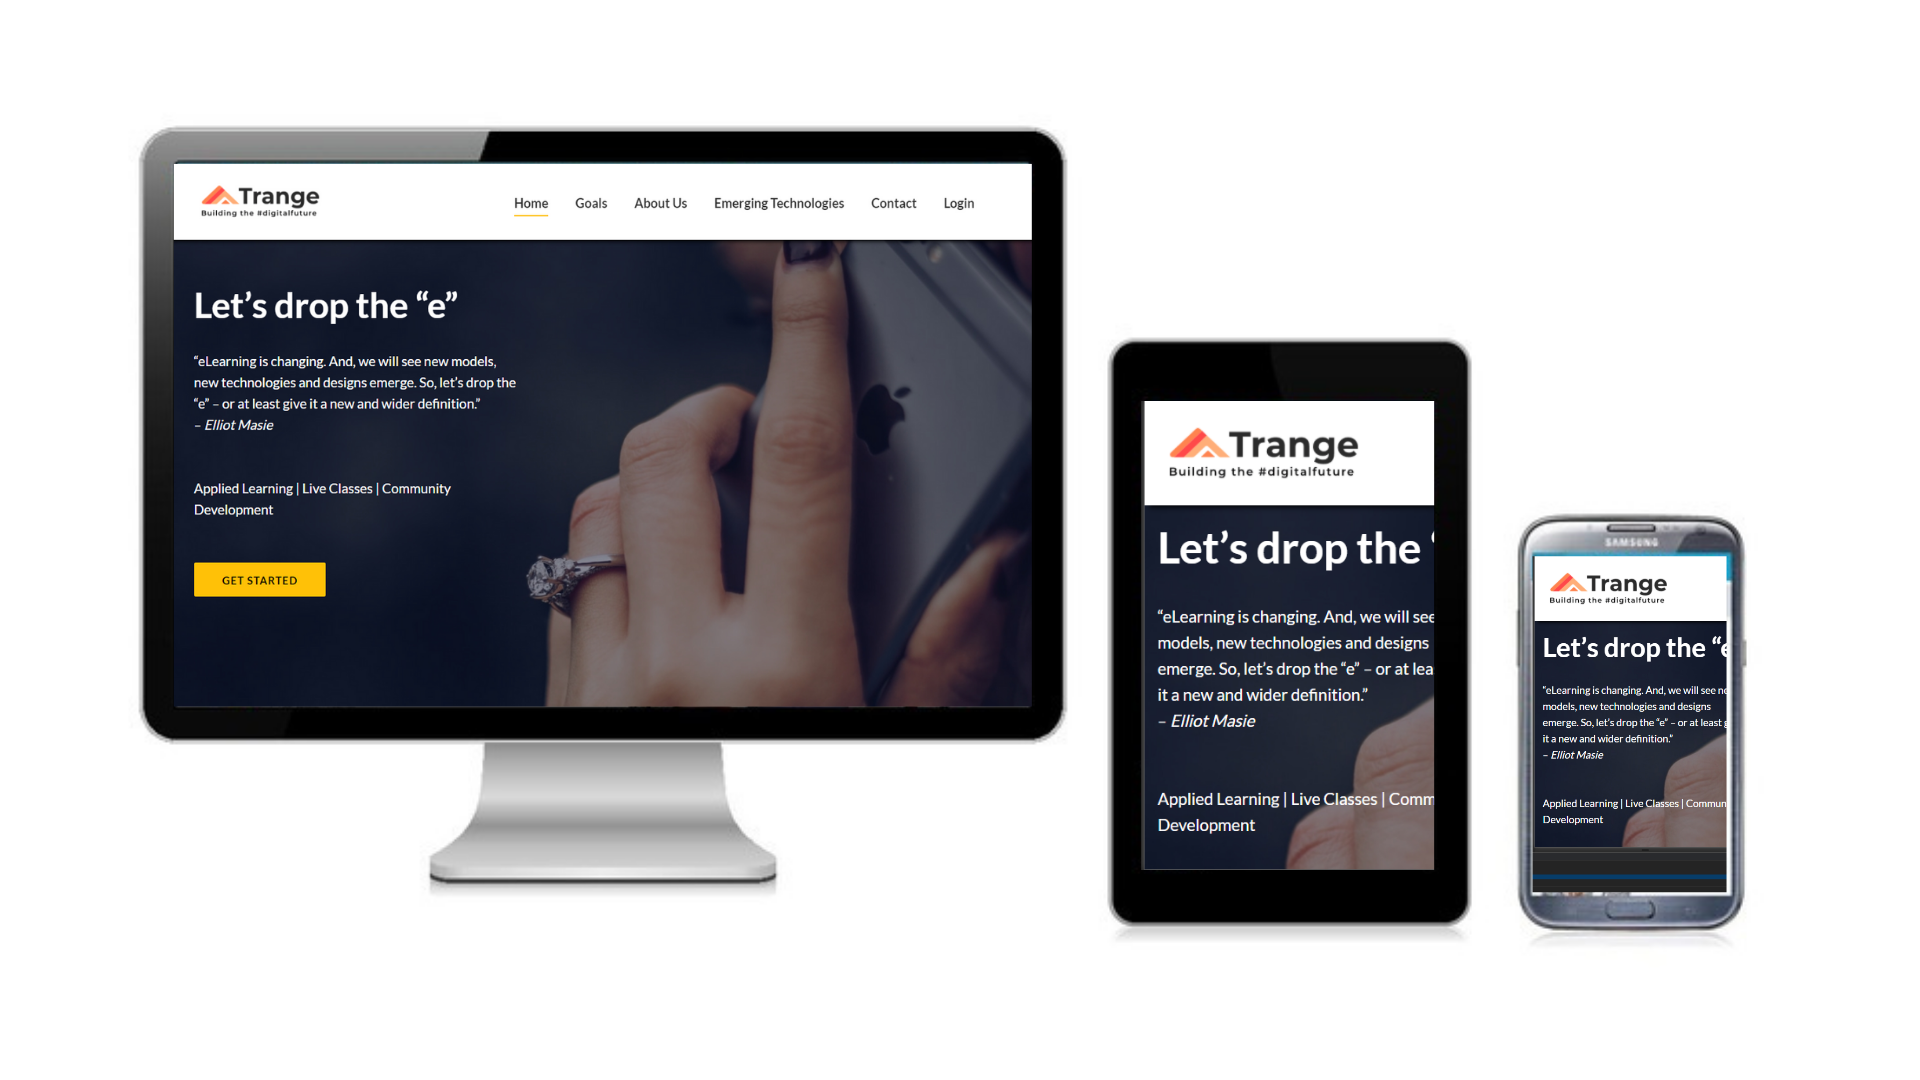 Trange
Building the #digitalfuture
Home Goals About Us Emerging Technologies Contact Login
Let’s drop the “e”
“eLearning is changing. And, we will see new models,
new technologies and designs emerge. So, let’s drop the
“e” – or at least give it a new and wider definition.”
– Elliot Masie
Applied Learning | Live Classes | Community
Development
GET STARTED
Trange
Building the #digitalfuture
Let’s drop the “
“eLearning is changing. And, we will see
models, new technologies and designs
emerge. So, let’s drop the “e” – or at lea
it a new and wider definition.”
– Elliot Masie
Applied Learning | Live Classes | Comm
Development
SAMSUNG
Trange
Building the #digitalfuture
Let’s drop the “e
“eLearning is changing. And, we will see ne
models, new technologies and designs
emerge. So, let’s drop the “e” – or at least g
it a new and wider definition.”
– Elliot Masie
Applied Learning | Live Classes | Commun
Development